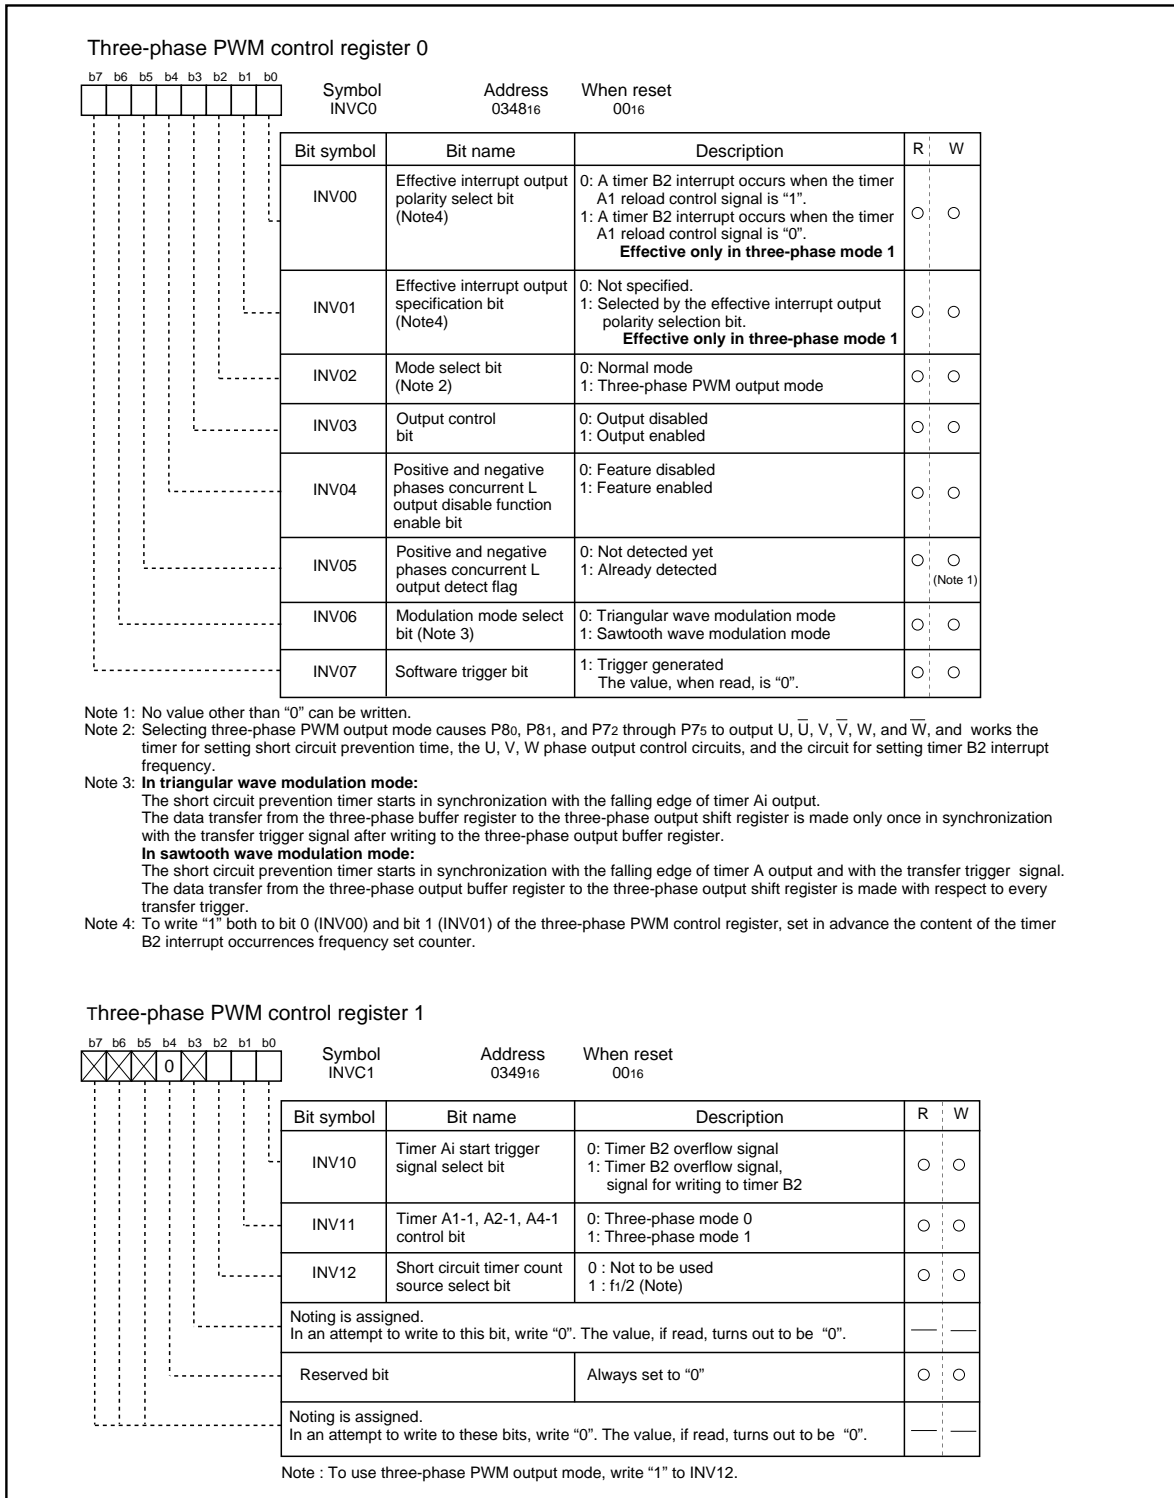 Three-phase PWM control register 0
b7 b6 b5 b4 b3 b2 b1 b0
Symbol Address When reset
INVC0 034816 0016
Bit symbol Bit name Description R W
INV00
Effective interrupt output
polarity select bit
(Note4)
0: A timer B2 interrupt occurs when the timer
A1 reload control signal is “1”.
1: A timer B2 interrupt occurs when the timer
A1 reload control signal is “0”.
Effective only in three-phase mode 1
INV01
Effective interrupt output
specification bit
(Note4)
0: Not specified.
1: Selected by the effective interrupt output
polarity selection bit.
Effective only in three-phase mode 1
INV02
Mode select bit
(Note 2)
0: Normal mode
1: Three-phase PWM output mode
INV03
Output control
bit
0: Output disabled
1: Output enabled
INV04
Positive and negative
phases concurrent L
output disable function
enable bit
0: Feature disabled
1: Feature enabled
INV05
Positive and negative
phases concurrent L
output detect flag
0: Not detected yet
1: Already detected
(Note 1)
INV06
Modulation mode select
bit (Note 3)
0: Triangular wave modulation mode
1: Sawtooth wave modulation mode
INV07
Software trigger bit
1: Trigger generated
The value, when read, is “0”.
Note 1: No value other than “0” can be written.
Note 2: Selecting three-phase PWM output mode causes P80, P81, and P72 through P75 to output U, U̅, V, V̅, W, and W̅, and works the
timer for setting short circuit prevention time, the U, V, W phase output control circuits, and the circuit for setting timer B2 interrupt
frequency.
Note 3: In triangular wave modulation mode:
The short circuit prevention timer starts in synchronization with the falling edge of timer Ai output.
The data transfer from the three-phase buffer register to the three-phase output shift register is made only once in synchronization
with the transfer trigger signal after writing to the three-phase output buffer register.
In sawtooth wave modulation mode:
The short circuit prevention timer starts in synchronization with the falling edge of timer A output and with the transfer trigger signal.
The data transfer from the three-phase output buffer register to the three-phase output shift register is made with respect to every
transfer trigger.
Note 4: To write “1” both to bit 0 (INV00) and bit 1 (INV01) of the three-phase PWM control register, set in advance the content of the timer
B2 interrupt occurrences frequency set counter.
Three-phase PWM control register 1
b7 b6 b5 b4 b3 b2 b1 b0
0
Symbol Address When reset
INVC1 034916 0016
Bit symbol Bit name Description R W
INV10
Timer Ai start trigger
signal select bit
0: Timer B2 overflow signal
1: Timer B2 overflow signal,
signal for writing to timer B2
INV11
Timer A1-1, A2-1, A4-1
control bit
0: Three-phase mode 0
1: Three-phase mode 1
INV12
Short circuit timer count
source select bit
0 : Not to be used
1 : f1/2 (Note)
Noting is assigned.
In an attempt to write to this bit, write “0”. The value, if read, turns out to be “0”.
Reserved bit
Always set to “0”
Noting is assigned.
In an attempt to write to these bits, write “0”. The value, if read, turns out to be “0”.
Note : To use three-phase PWM output mode, write “1” to INV12.